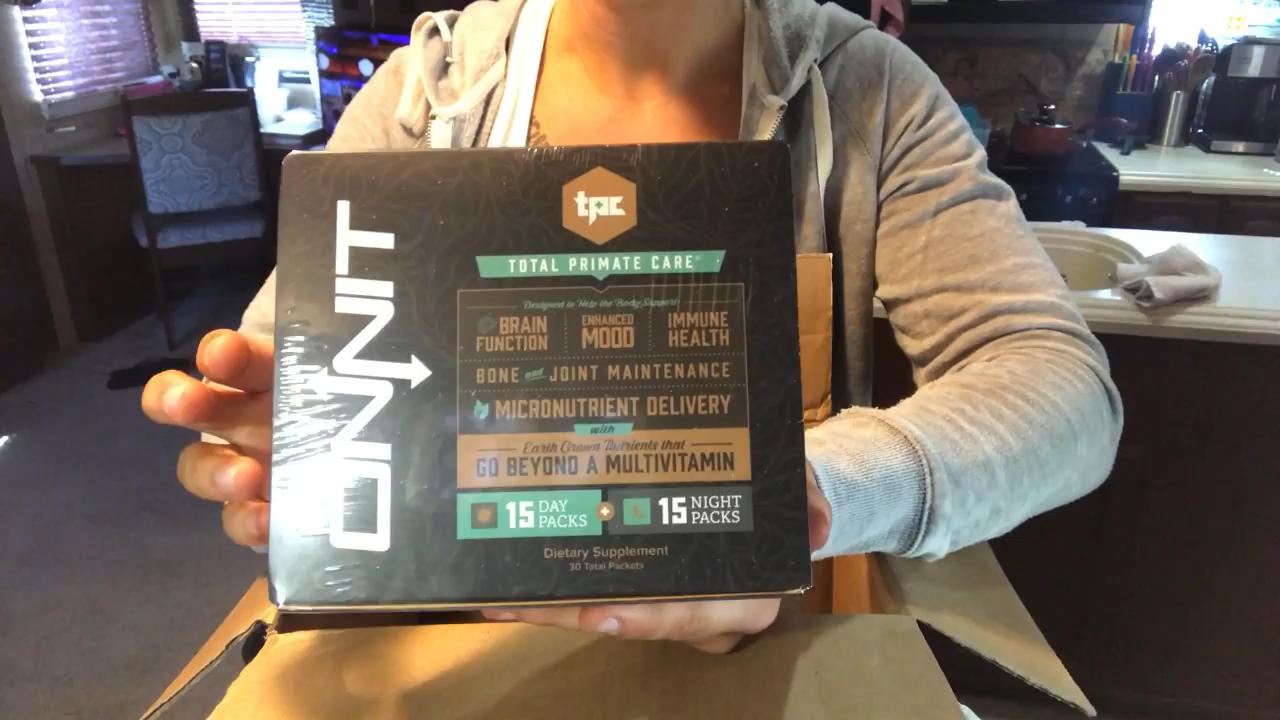 ONNIT
tpc
TOTAL PRIMATE CARE®
Designed to Help the Body Support
BRAIN FUNCTION
ENHANCED MOOD
IMMUNE HEALTH
BONE and JOINT MAINTENANCE
MICRONUTRIENT DELIVERY
with
Earth Grown Nutrients that
GO BEYOND A MULTIVITAMIN
15 DAY PACKS + 15 NIGHT PACKS
Dietary Supplement
30 Total Packets